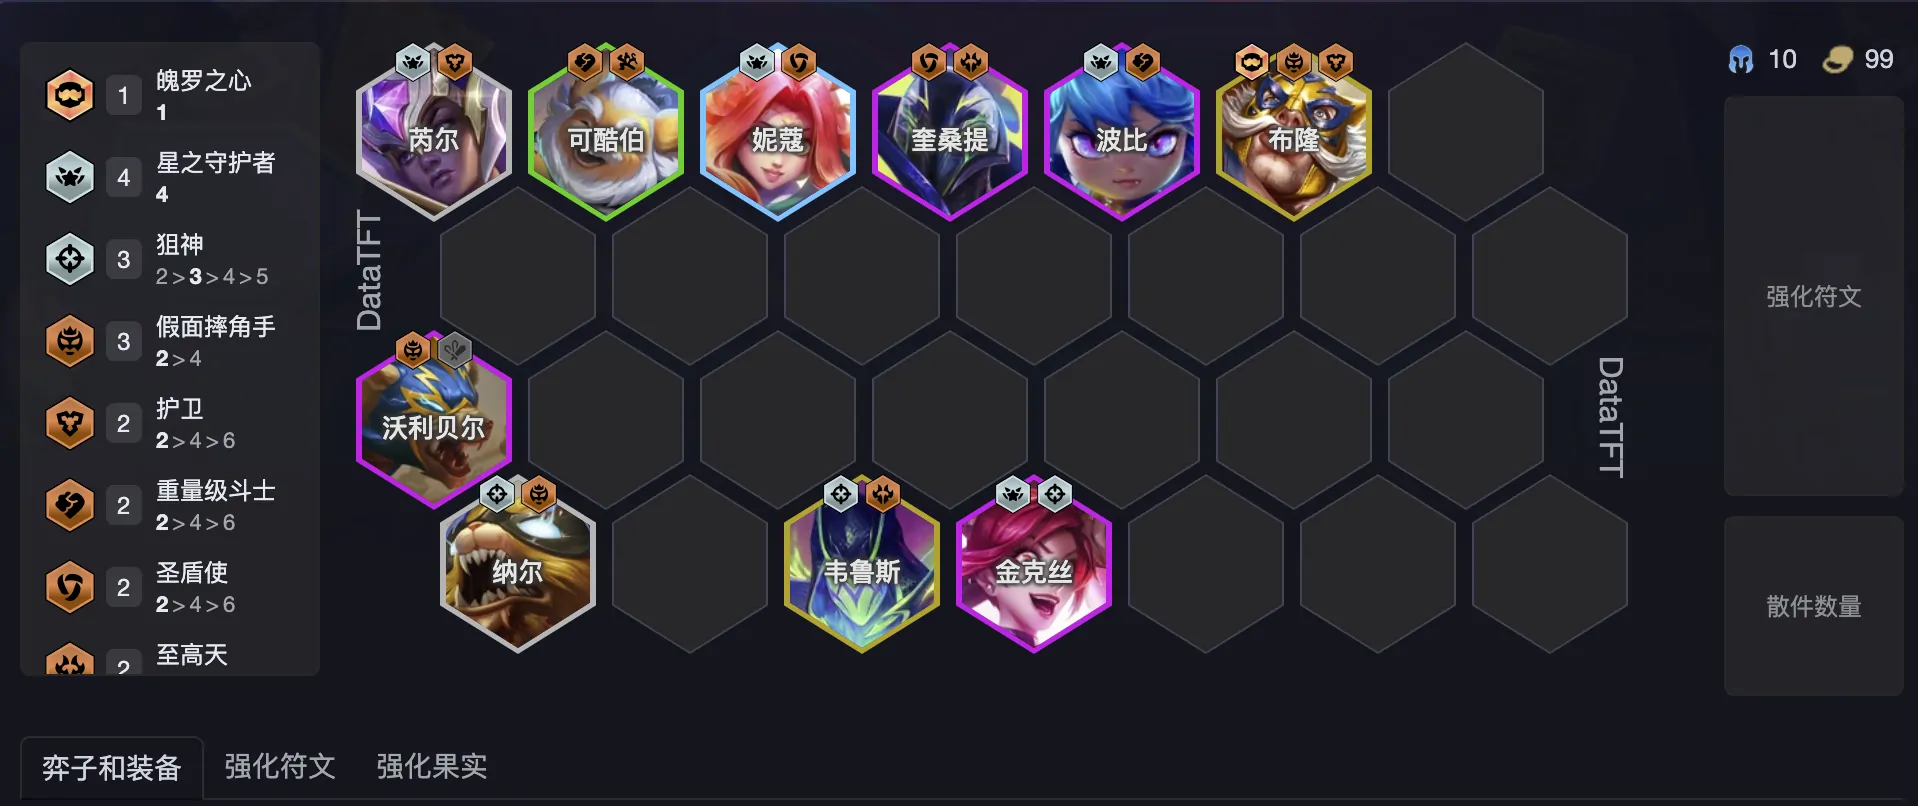 1
魄罗之心
1
4
星之守护者
4
3
狙神
2>3>4>5
3
假面摔角手
2>4
2
护卫
2>4>6
2
重量级斗士
2>4>6
2
圣盾使
2>4>6
2
至高天
芮尔
可酷伯
妮蔻
奎桑提
波比
布隆
DataTFT
沃利贝尔
DataTFT
纳尔
韦鲁斯
金克丝
10
99
强化符文
散件数量
弈子和装备
强化符文
强化果实